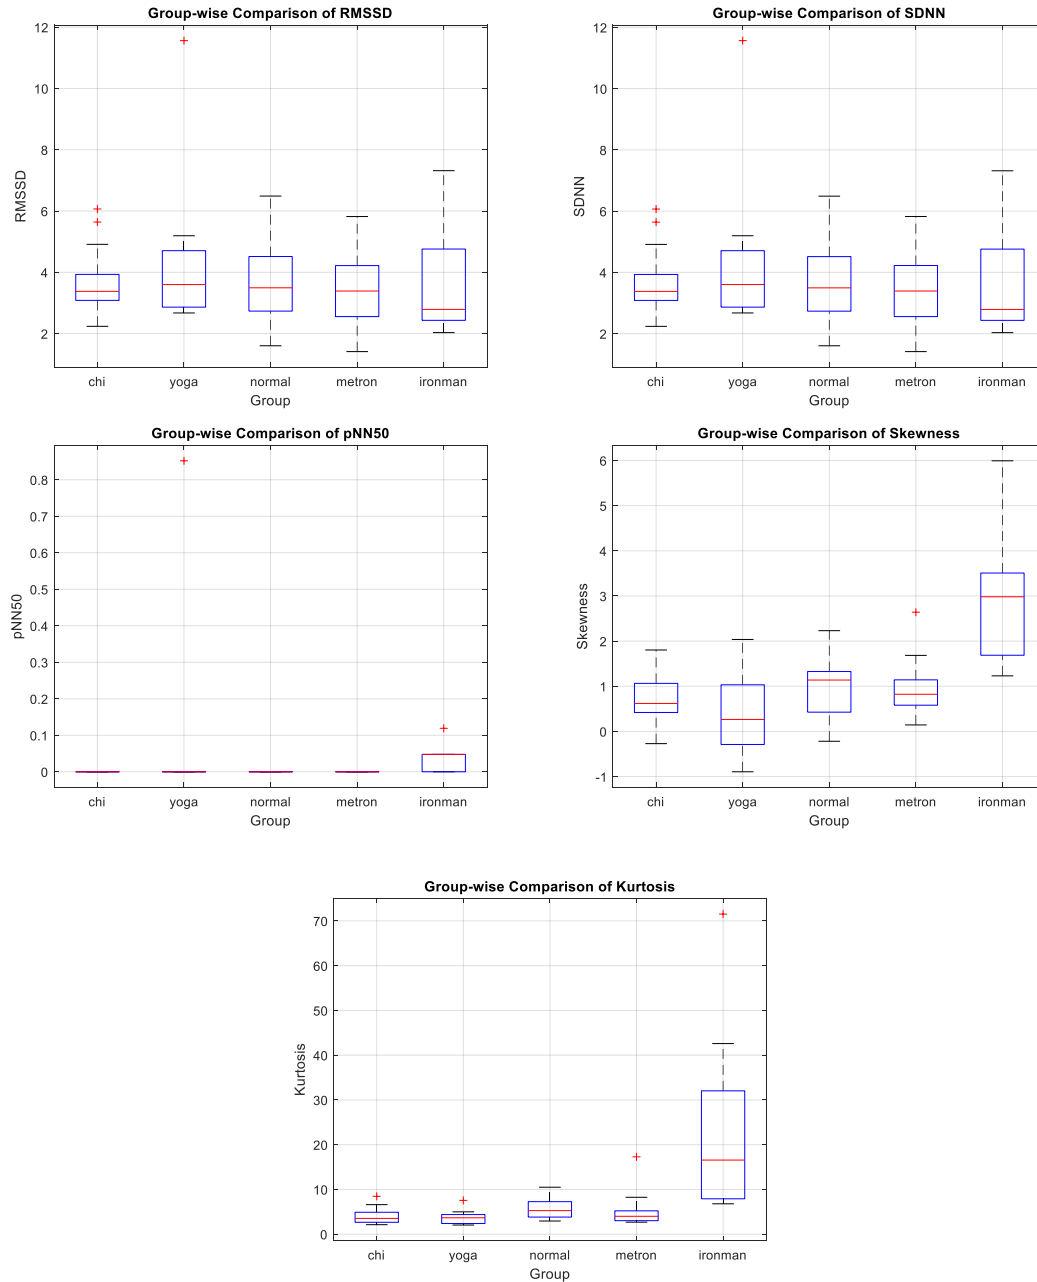 Group-wise Comparison of RMSSD
12
10
8
6
4
2
RMSSD
chi yoga normal metron ironman
Group
Group-wise Comparison of SDNN
12
10
8
6
4
2
SDNN
chi yoga normal metron ironman
Group
Group-wise Comparison of pNN50
0.8
0.7
0.6
0.5
0.4
0.3
0.2
0.1
0
pNN50
chi yoga normal metron ironman
Group
Group-wise Comparison of Skewness
6
5
4
3
2
1
0
-1
Skewness
chi yoga normal metron ironman
Group
Group-wise Comparison of Kurtosis
70
60
50
40
30
20
10
0
Kurtosis
chi yoga normal metron ironman
Group